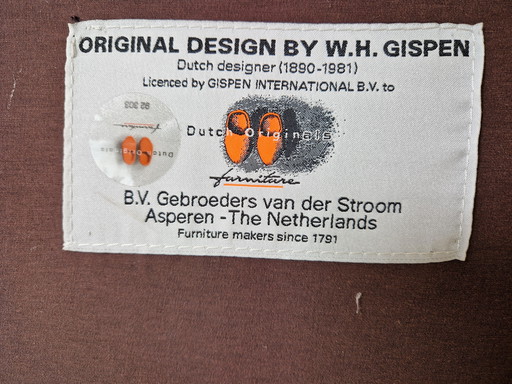 ORIGINAL DESIGN BY W.H. GISPEN
Dutch designer (1890-1981)
Licenced by GISPEN INTERNATIONAL B.V. to
Dutch Originals
furniture
B.V. Gebroeders van der Stroom
Asperen - The Netherlands
Furniture makers since 1791
furniture